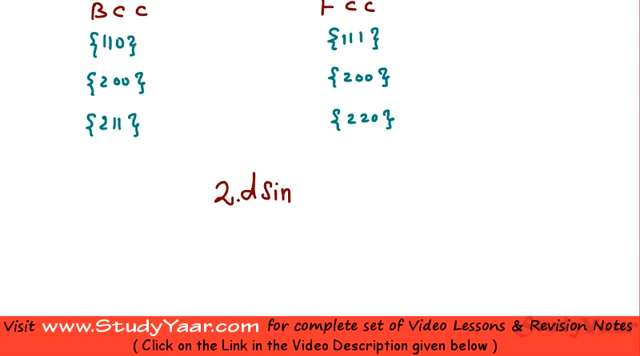 BCC FCC
{110} {111}
{200} {200}
{211} {220}
2.dsin
Visit www.StudyYaar.com for complete set of Video Lessons & Revision Notes
( Click on the Link in the Video Description given below )